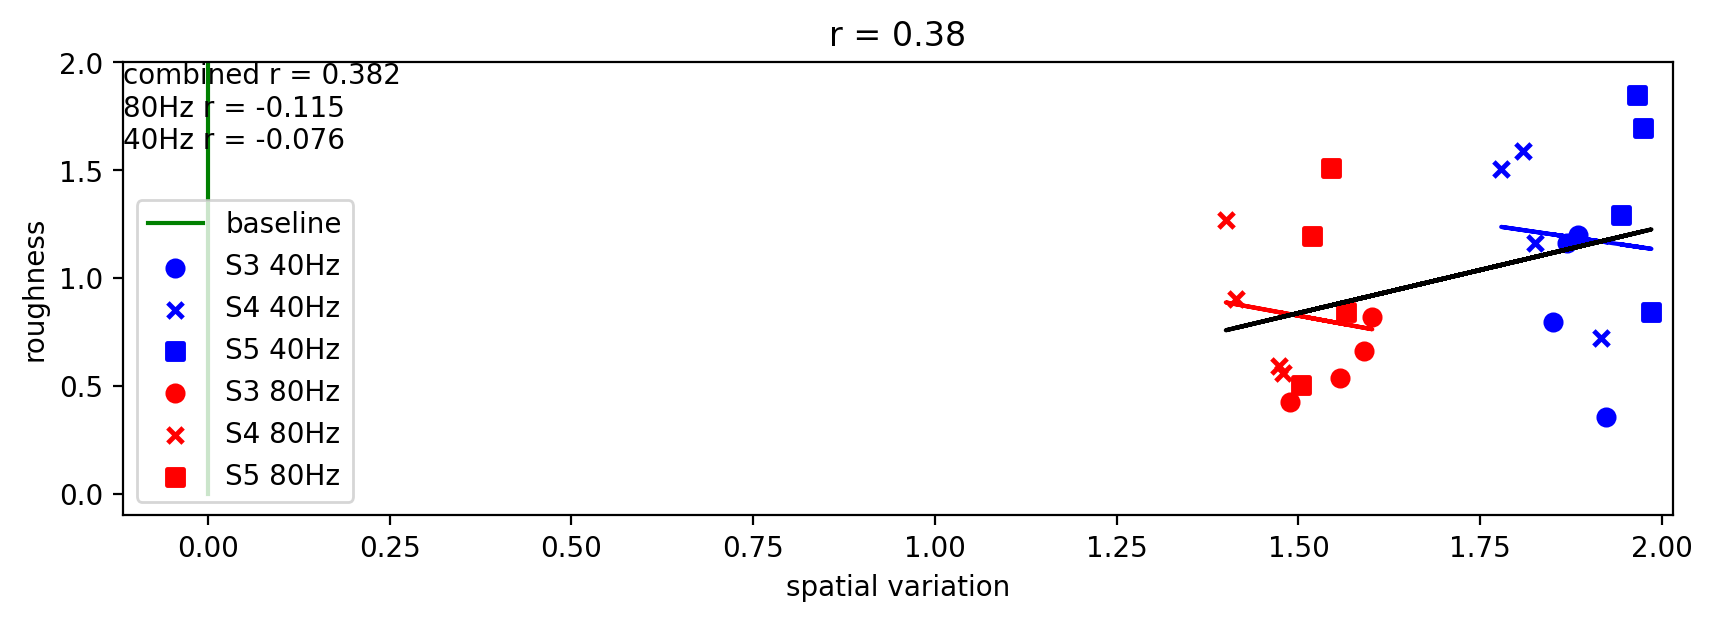 r = 0.38
combined r = 0.382
80Hz r = -0.115
40Hz r = -0.076
baseline
S3 40Hz
S4 40Hz
S5 40Hz
S3 80Hz
S4 80Hz
S5 80Hz
roughness
2.0
1.5
1.0
0.5
0.0
0.00 0.25 0.50 0.75 1.00 1.25 1.50 1.75 2.00
spatial variation